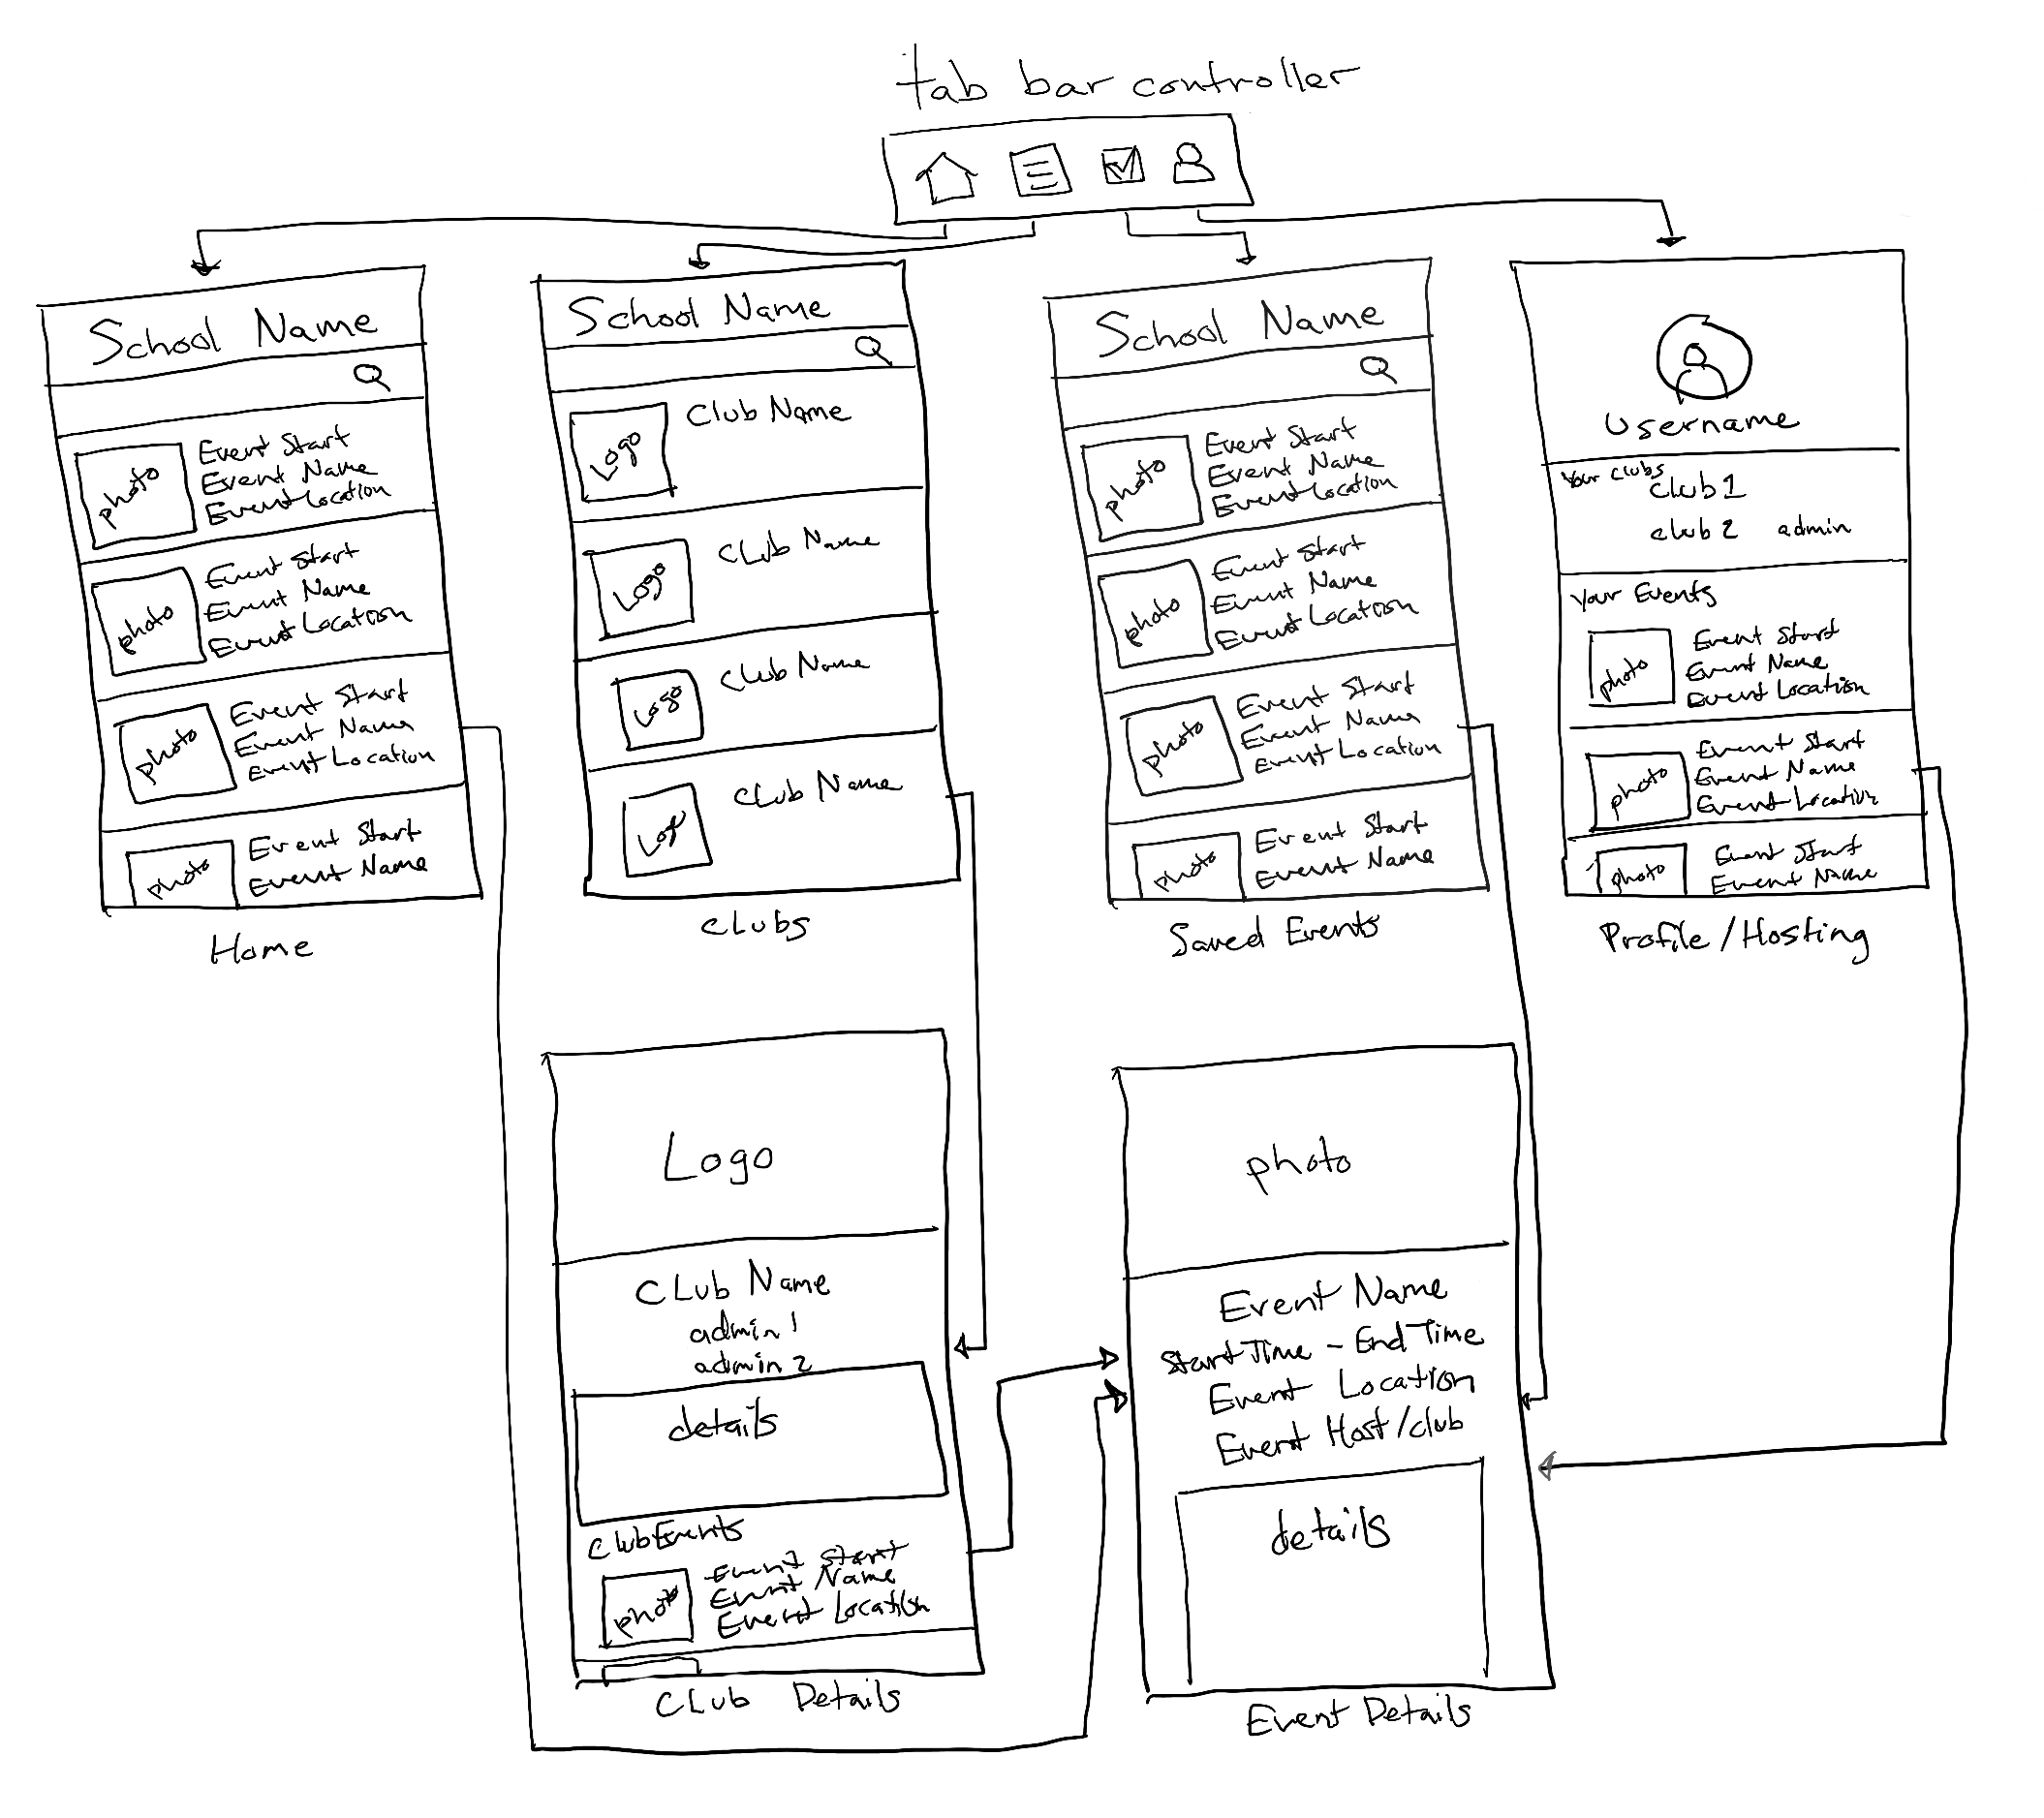 tab bar controller
School Name
photo
Event Start
Event Name
Event Location
photo
Event Start
Event Name
Event Location
photo
Event Start
Event Name
Event Location
photo
Event Start
Event Name
Home
School Name
Logo
Club Name
Logo
Club Name
Logo
Club Name
Logo
Club Name
Clubs
School Name
photo
Event Start
Event Name
Event Location
photo
Event Start
Event Name
Event Location
photo
Event Start
Event Name
Event Location
photo
Event Start
Event Name
Saved Events
Username
Your Clubs
Club 1
club 2 admin
Your Events
photo
Event Start
Event Name
Event Location
photo
Event Start
Event Name
Event Location
photo
Event Start
Event Name
Profile/Hosting
Logo
Club Name
admin 1
admin 2
details
Club Events
photo
Event Start
Event Name
Event Location
Club Details
photo
Event Name
Start Time - End Time
Event Location
Event Host/club
details
Event Details